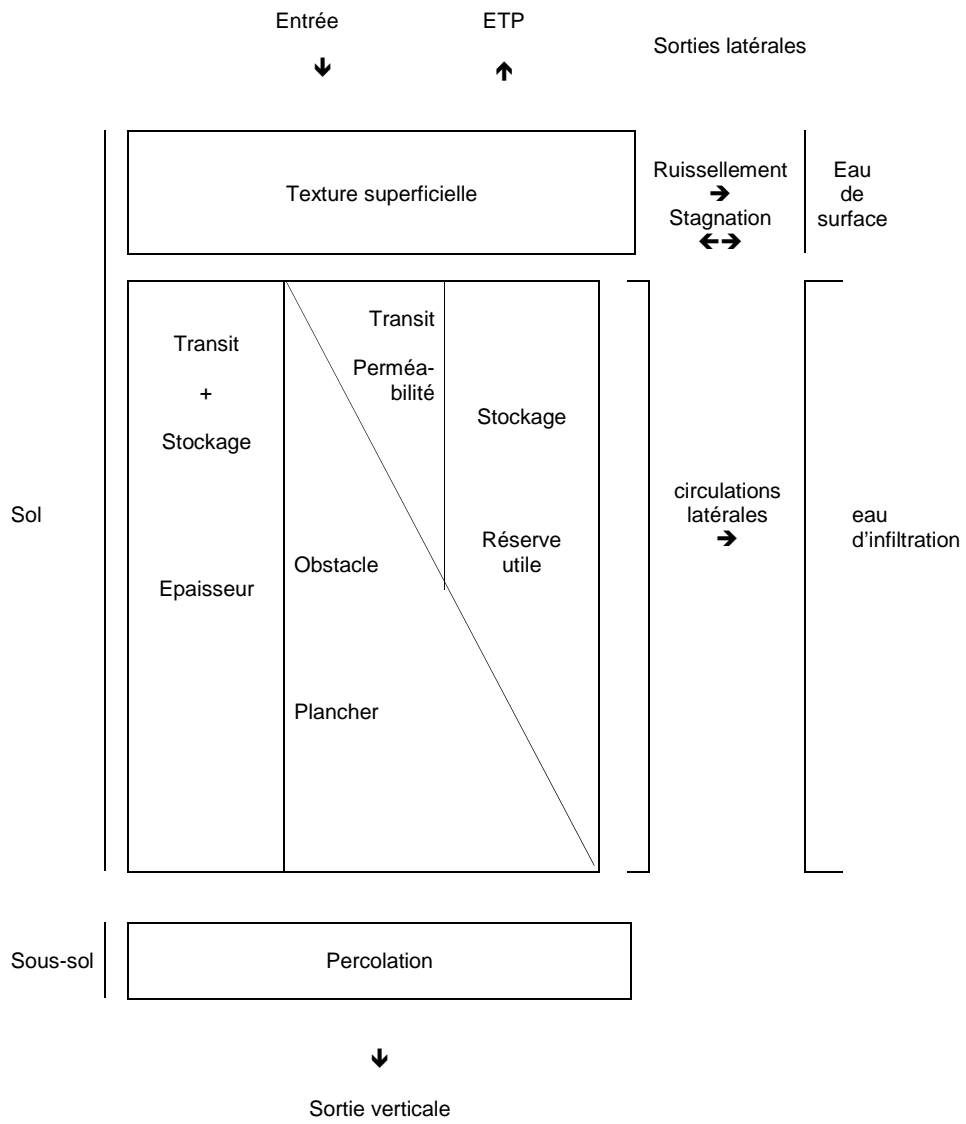 Entrée
ETP
Sorties latérales
Texture superficielle
Ruissellement
Stagnation
Eau
de
surface
Sol
Transit
+
Stockage
Epaisseur
Transit
Perméa-
bilité
Obstacle
Plancher
Stockage
Réserve
utile
circulations
latérales
eau
d'infiltration
Sous-sol
Percolation
Sortie verticale